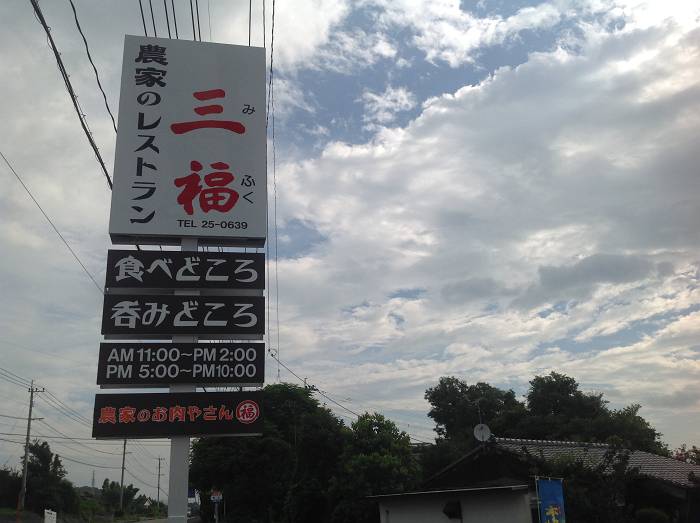 農家のレストラン
三福
みふく
TEL 25-0639
食べどころ
呑みどころ
AM 11:00~PM 2:00
PM 5:00~PM10:00
農家のお肉やさん福